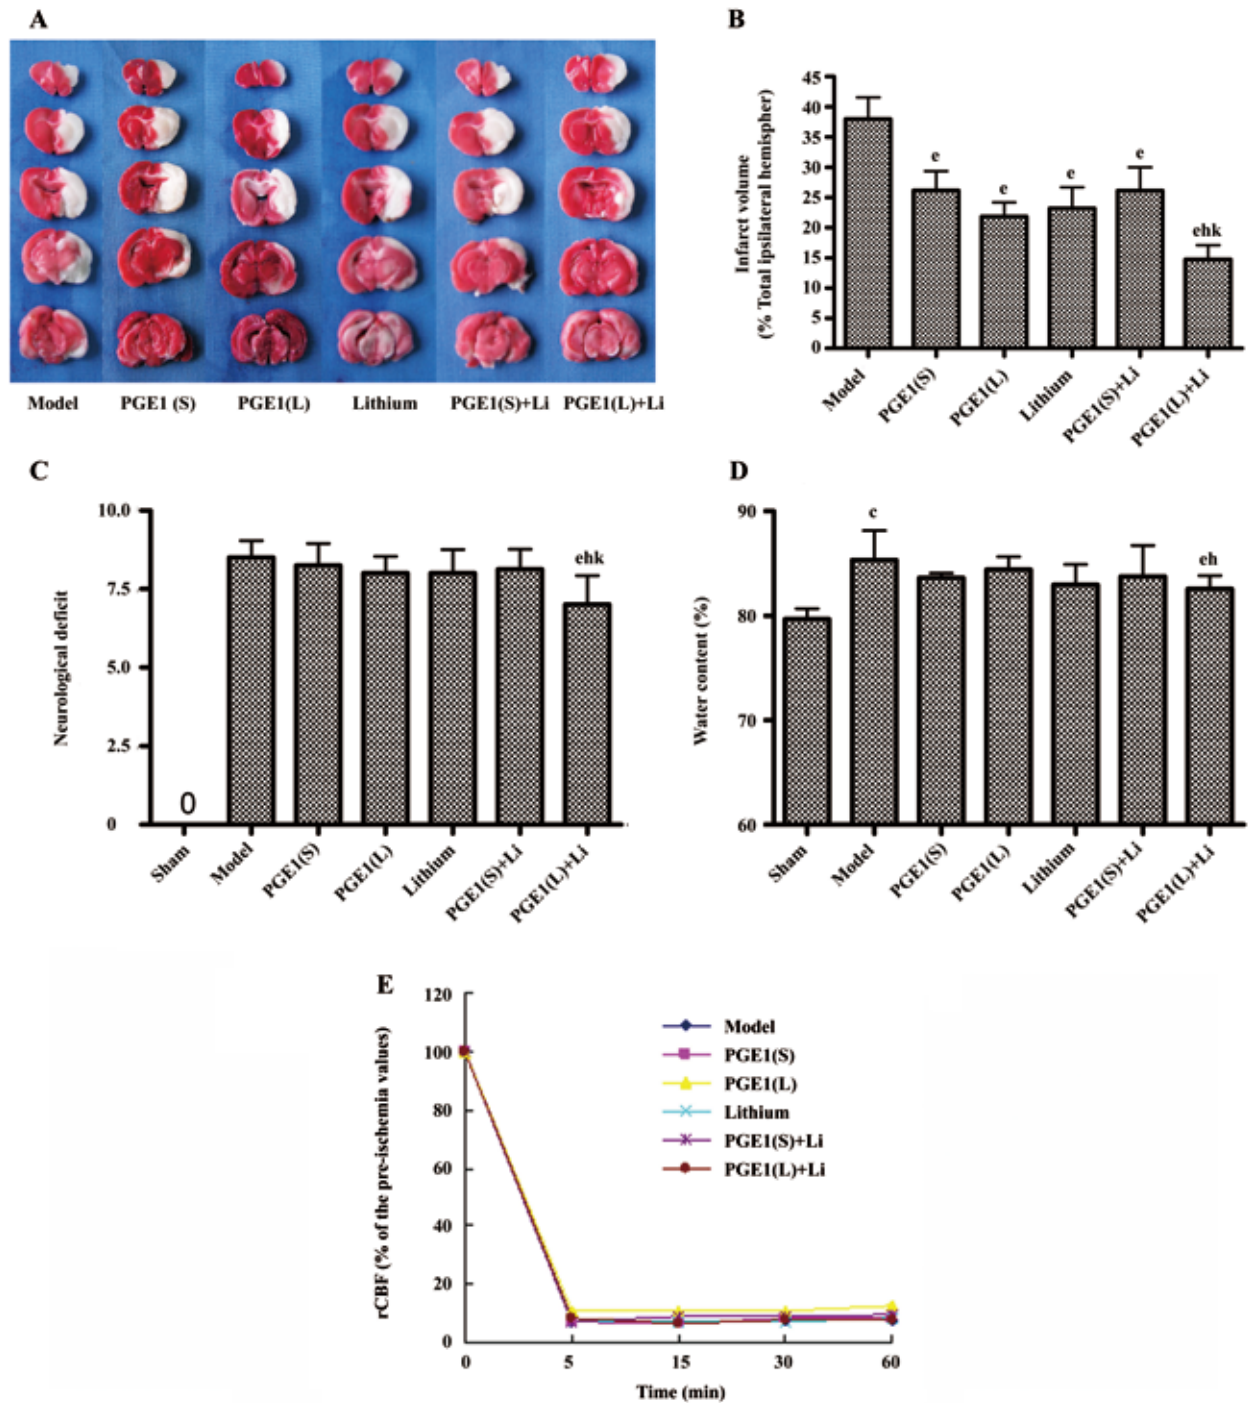 A
Model PGE1 (S) PGE1(L) Lithium PGE1(S)+Li PGE1(L)+Li
B
Infarct volume
(% Total ipsilateral hemispher)
45
40
35
30
25
20
15
10
5
0
e e e e ehk
Model PGE1(S) PGE1(L) Lithium PGE1(S)+Li PGE1(L)+Li
C
Neurological deficit
10.0
7.5
5.0
2.5
0
0
ehk
Sham Model PGE1(S) PGE1(L) Lithium PGE1(S)+Li PGE1(L)+Li
D
Water content (%)
90
80
70
60
c eh
Sham Model PGE1(S) PGE1(L) Lithium PGE1(S)+Li PGE1(L)+Li
E
rCBF (% of the pre-ischemia values)
120
100
80
60
40
20
0
Model
PGE1(S)
PGE1(L)
Lithium
PGE1(S)+Li
PGE1(L)+Li
0 5 15 30 60
Time (min)